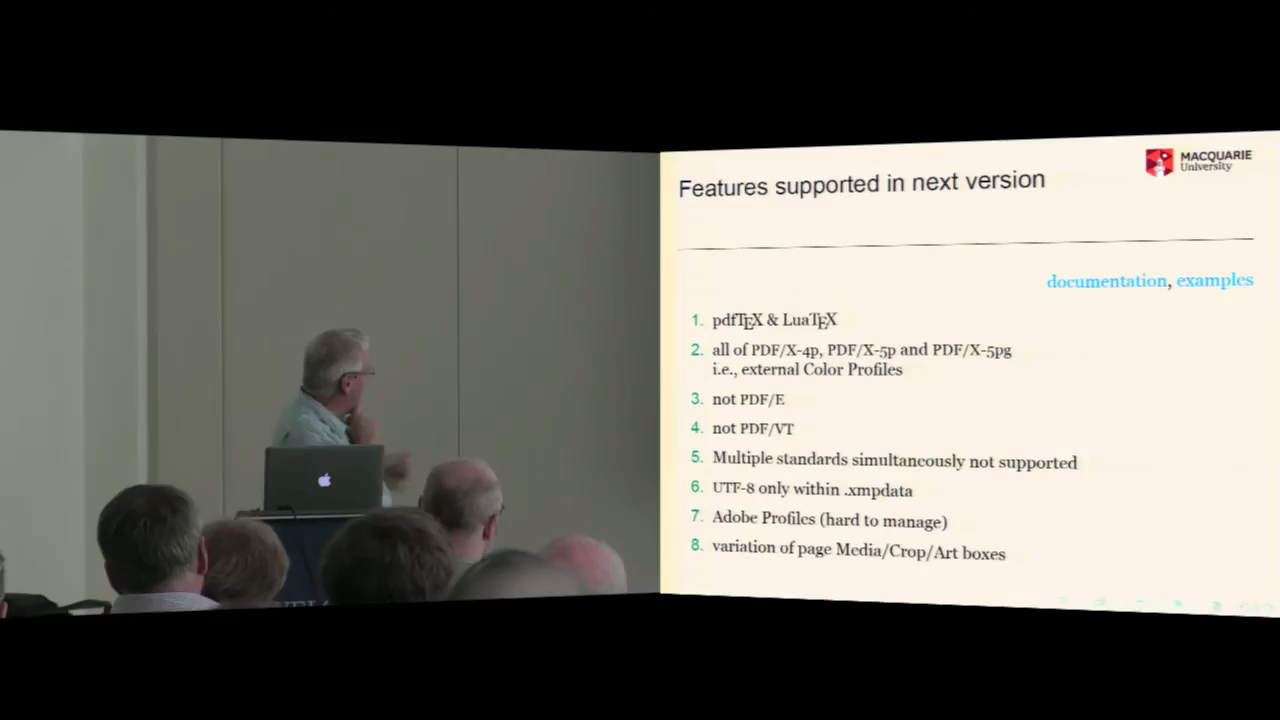 MACQUARIE
University
Features supported in next version
documentation, examples
1. pdfTEX & LuaTEX
2. all of PDF/X-4p, PDF/X-5p and PDF/X-5pg
i.e., external Color Profiles
3. not PDF/E
4. not PDF/VT
5. Multiple standards simultaneously not supported
6. UTF-8 only within .xmpdata
7. Adobe Profiles (hard to manage)
8. variation of page Media/Crop/Art boxes